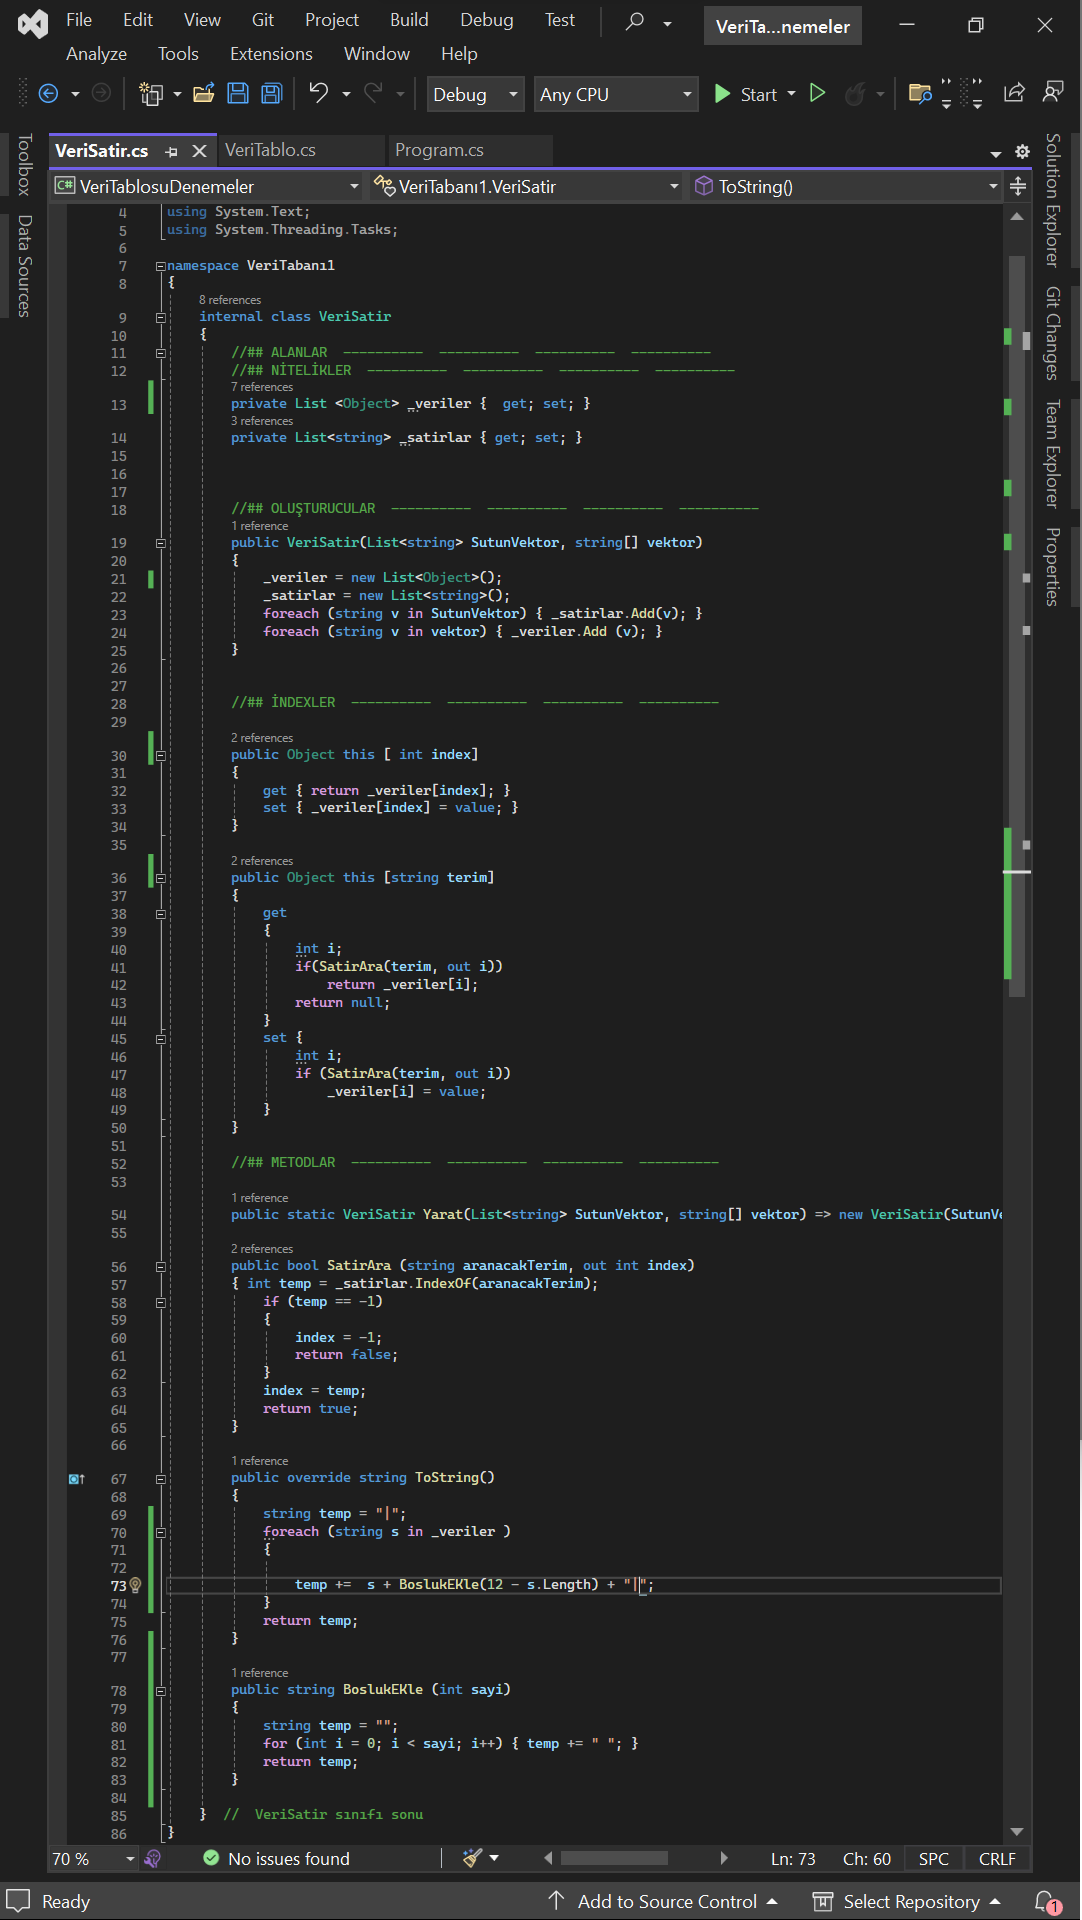 File Edit View Git Project Build Debug Test VeriTa...nemeler
Analyze Tools Extensions Window Help
Debug Any CPU Start
Toolbox
Data Sources
VeriSatir.cs VeriTablo.cs Program.cs
C# VeriTablosuDenemeler VeriTabanı1.VeriSatir ToString()
4 using System.Text;
5 using System.Threading.Tasks;
6
7 namespace VeriTabanı1
8 {
8 references
9 internal class VeriSatir
10 {
11 //## ALANLAR ---------- ---------- ---------- ----------
12 //## NİTELİKLER ---------- ---------- ---------- ----------
7 references
13 private List <Object> _veriler { get; set; }
3 references
14 private List<string> _satirlar { get; set; }
15
16
17
18 //## OLUŞTURUCULAR ---------- ---------- ---------- ----------
1 reference
19 public VeriSatir(List<string> SutunVektor, string[] vektor)
20 {
21 _veriler = new List<Object>();
22 _satirlar = new List<string>();
23 foreach (string v in SutunVektor) { _satirlar.Add(v); }
24 foreach (string v in vektor) { _veriler.Add (v); }
25 }
26
27
28 //## İNDEXLER ---------- ---------- ---------- ----------
29
2 references
30 public Object this [ int index]
31 {
32 get { return _veriler[index]; }
33 set { _veriler[index] = value; }
34 }
35
2 references
36 public Object this [string terim]
37 {
38 get
39 {
40 int i;
41 if(SatirAra(terim, out i))
42 return _veriler[i];
43 return null;
44 }
45 set {
46 int i;
47 if (SatirAra(terim, out i))
48 _veriler[i] = value;
49 }
50 }
51
52 //## METODLAR ---------- ---------- ---------- ----------
53
1 reference
54 public static VeriSatir Yarat(List<string> SutunVektor, string[] vektor) => new VeriSatir(SutunVe
55
2 references
56 public bool SatirAra (string aranacakTerim, out int index)
57 { int temp = _satirlar.IndexOf(aranacakTerim);
58 if (temp == -1)
59 {
60 index = -1;
61 return false;
62 }
63 index = temp;
64 return true;
65 }
66
1 reference
67 public override string ToString()
68 {
69 string temp = "|";
70 foreach (string s in _veriler )
71 {
72
73 temp += s + BoslukEKle(12 - s.Length) + "|";
74 }
75 return temp;
76 }
77
1 reference
78 public string BoslukEKle (int sayi)
79 {
80 string temp = "";
81 for (int i = 0; i < sayi; i++) { temp += " "; }
82 return temp;
83 }
84
85 } // VeriSatir sınıfı sonu
86 }
Solution Explorer
Git Changes
Team Explorer
Properties
70 % No issues found Ln: 73 Ch: 60 SPC CRLF
Ready Add to Source Control Select Repository 1